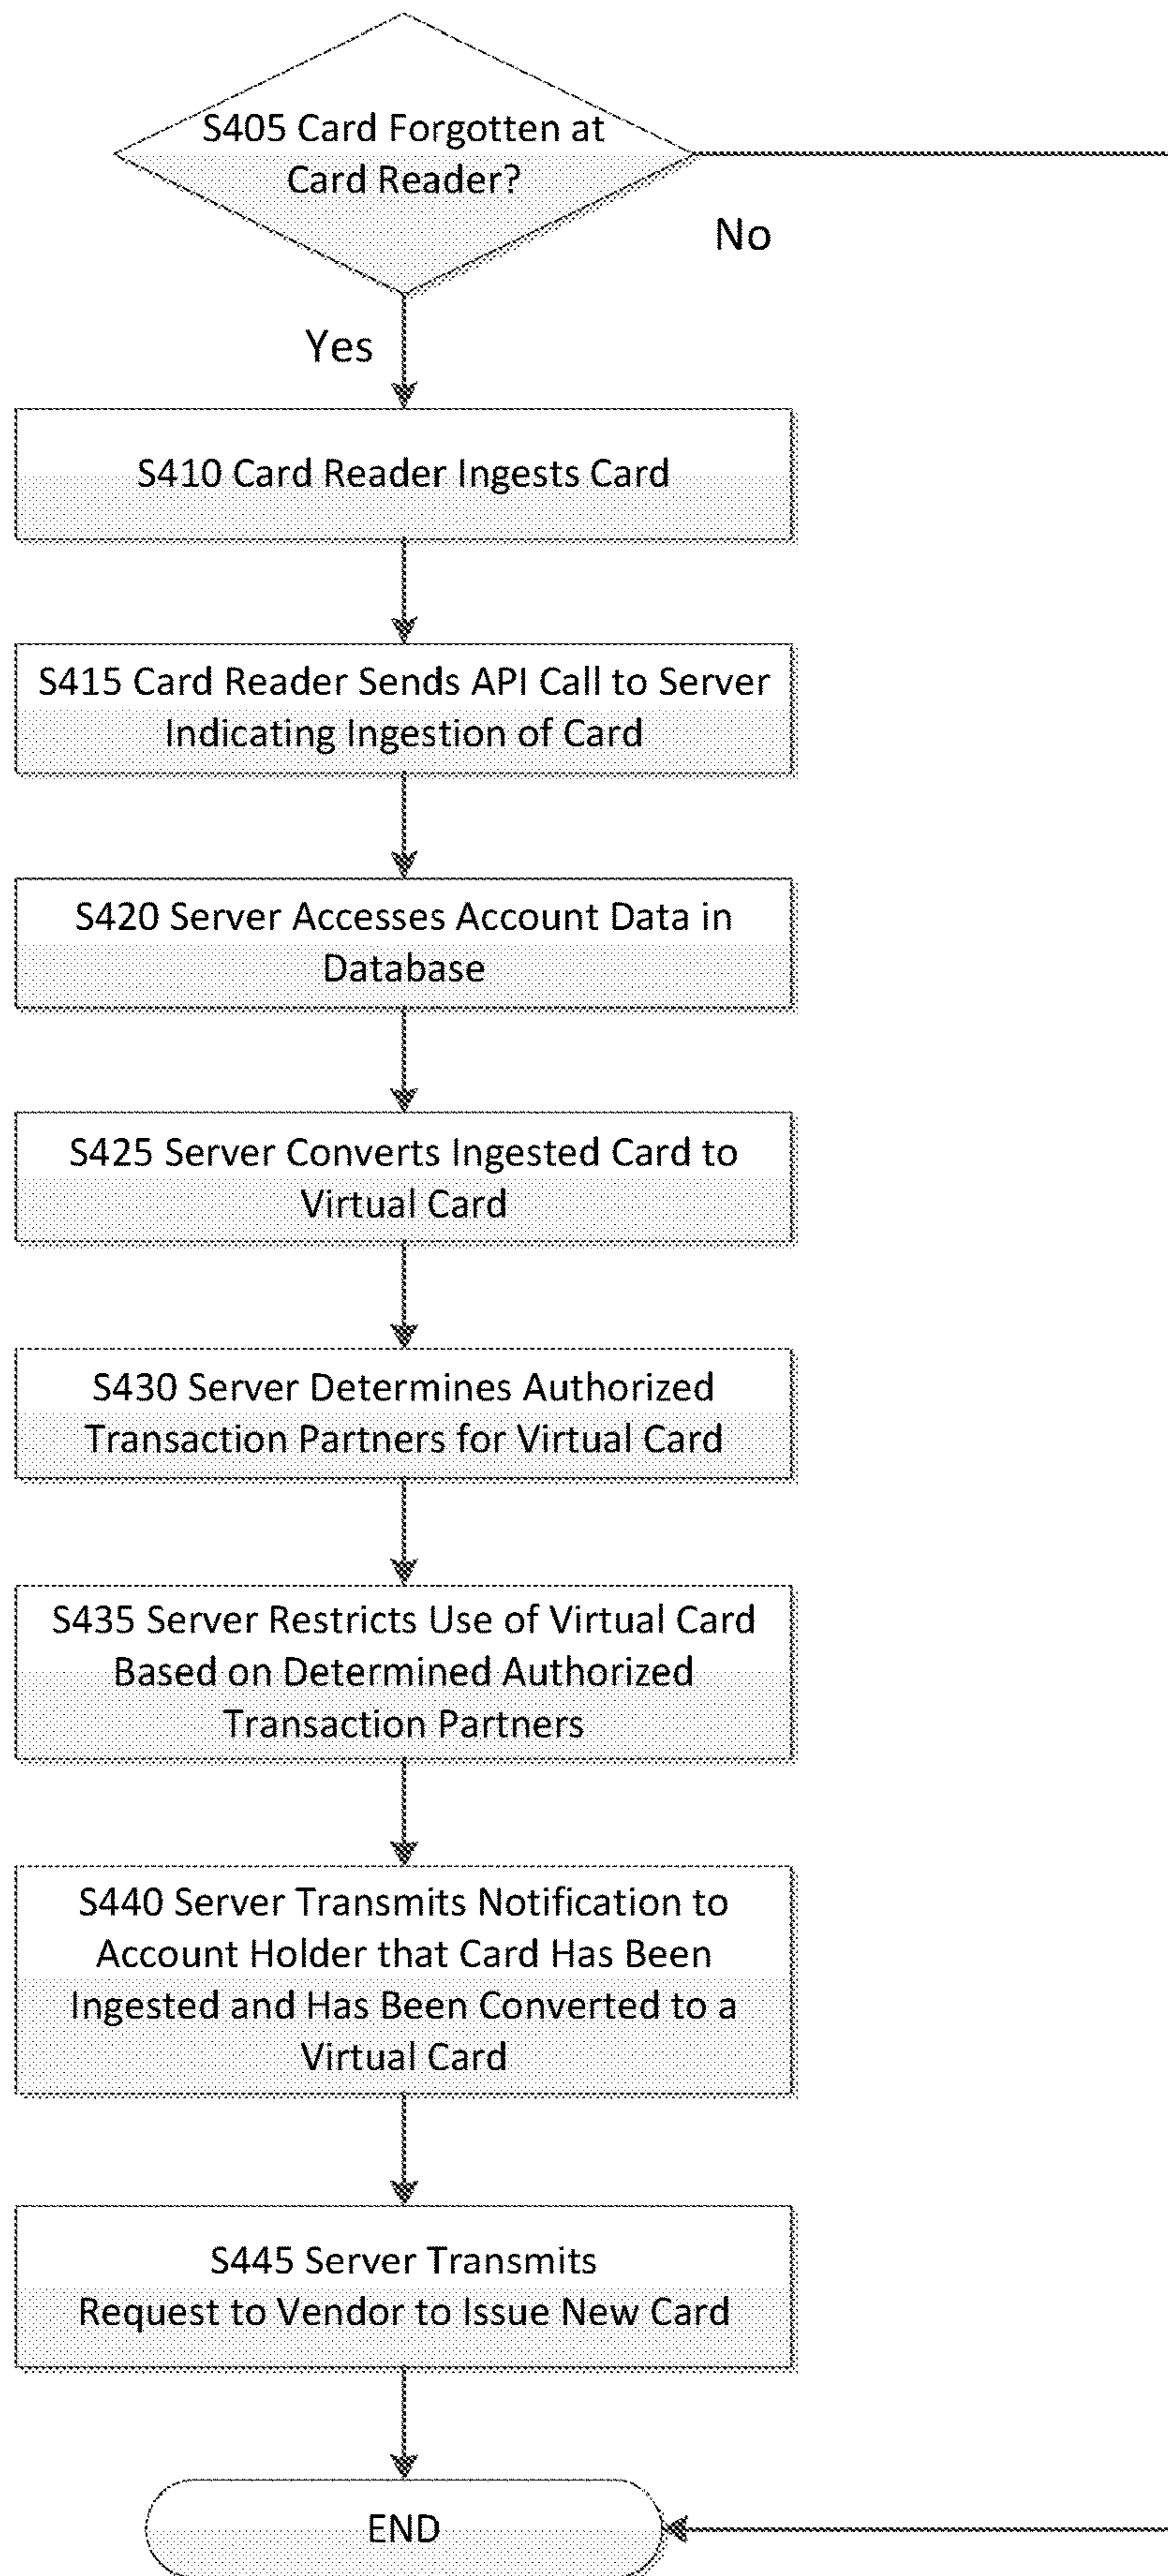 S405 Card Forgotten at
Card Reader?
No
Yes
S410 Card Reader Ingests Card
S415 Card Reader Sends API Call to Server
Indicating Ingestion of Card
S420 Server Accesses Account Data in
Database
S425 Server Converts Ingested Card to
Virtual Card
S430 Server Determines Authorized
Transaction Partners for Virtual Card
S435 Server Restricts Use of Virtual Card
Based on Determined Authorized
Transaction Partners
S440 Server Transmits Notification to
Account Holder that Card Has Been
Ingested and Has Been Converted to a
Virtual Card
S445 Server Transmits
Request to Vendor to Issue New Card
END